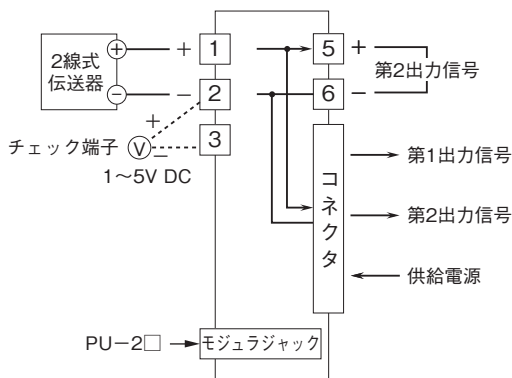 2線式
伝送器
+
−
+
−
1
2
3
+
−
チェック端子
V
1～5V DC
5
6
+
−
第2出力信号
コネクタ
第1出力信号
第2出力信号
供給電源
PU−2□
モジュラジャック